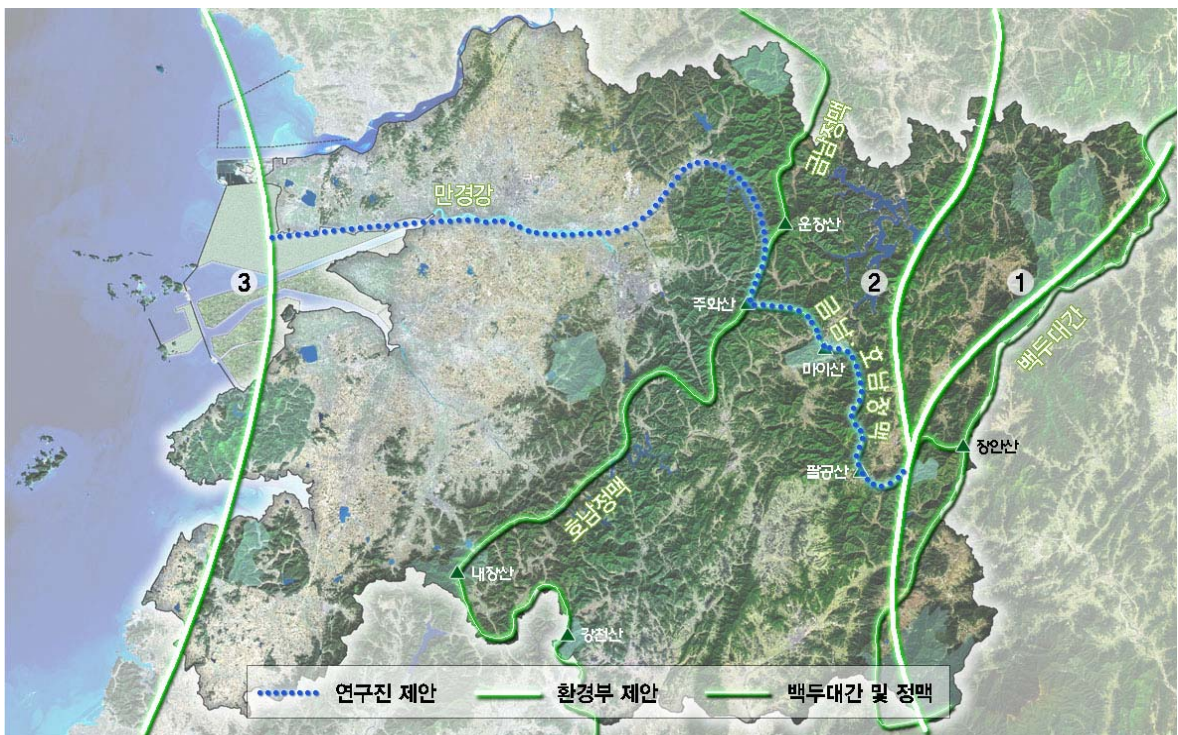 금남정맥
만경강
운장산
3
2
1
주화산
금남·호남정맥
백두대간
마이산
장안산
팔공산
호남정맥
내장산
강천산
연구진 제안
환경부 제안
백두대간 및 정맥